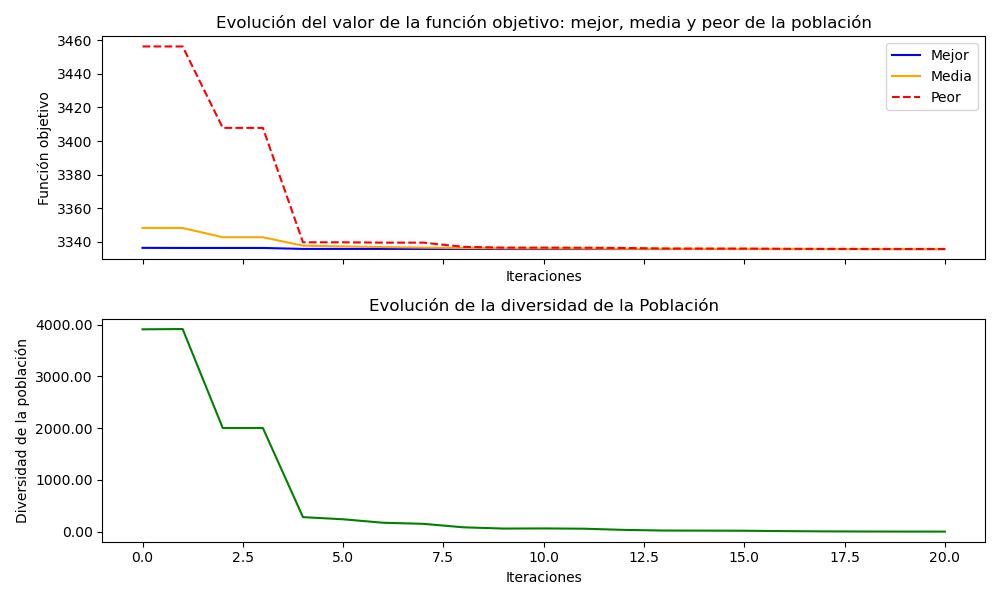 Evolución del valor de la función objetivo: mejor, media y peor de la población
3460
3440
3420
3400
3380
3360
3340
Función objetivo
Mejor
Media
Peor
Iteraciones
Evolución de la diversidad de la Población
4000.00
3000.00
2000.00
1000.00
0.00
Diversidad de la población
0.0 2.5 5.0 7.5 10.0 12.5 15.0 17.5 20.0
Iteraciones